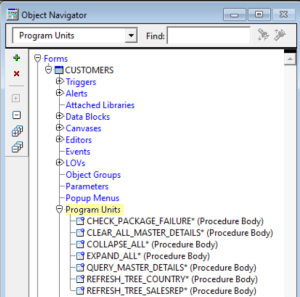 Object Navigator
Program Units Find:
Forms
CUSTOMERS
Triggers
Alerts
Attached Libraries
Data Blocks
Canvases
Editors
Events
LOVs
Object Groups
Parameters
Popup Menus
Program Units
CHECK_PACKAGE_FAILURE* (Procedure Body)
CLEAR_ALL_MASTER_DETAILS* (Procedure Body)
COLLAPSE_ALL* (Procedure Body)
EXPAND_ALL* (Procedure Body)
QUERY_MASTER_DETAILS* (Procedure Body)
REFRESH_TREE_COUNTRY* (Procedure Body)
REFRESH_TREE_SALESREP* (Procedure Body)